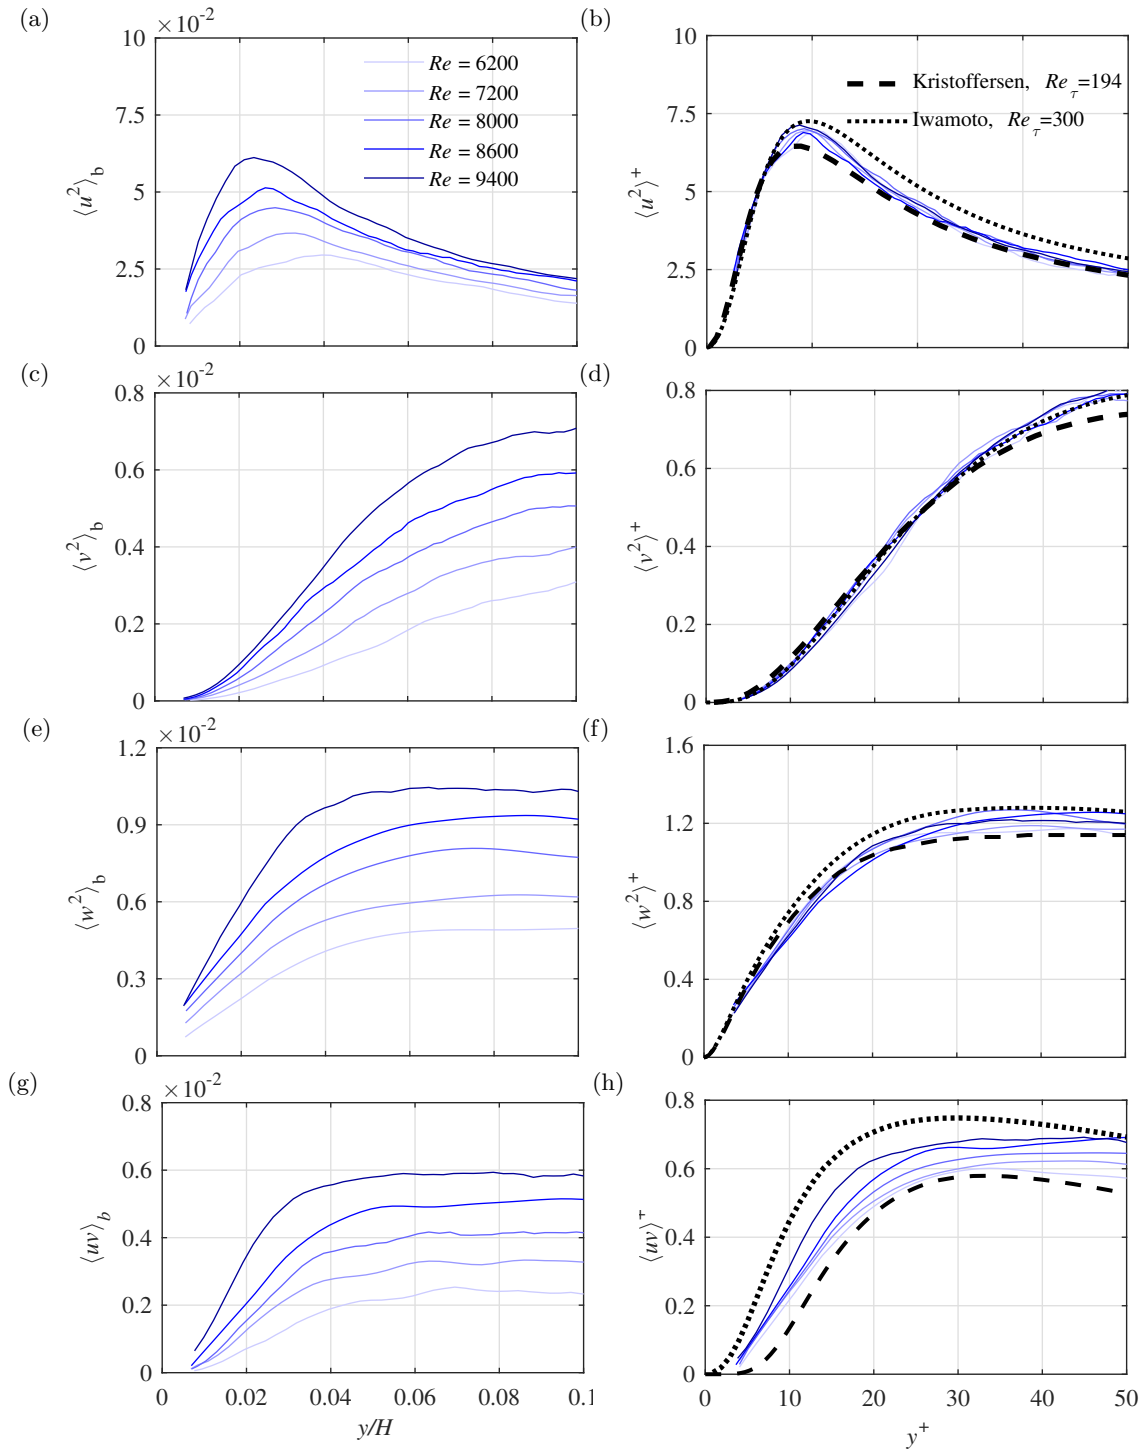 (a)
×10⁻²
10
7.5
5
2.5
0
⟨u²⟩_b
Re = 6200
Re = 7200
Re = 8000
Re = 8600
Re = 9400
(b)
10
7.5
5
2.5
0
⟨u²⟩⁺
Kristoffersen, Re_τ=194
Iwamoto, Re_τ=300
(c)
×10⁻²
0.8
0.6
0.4
0.2
0
⟨v²⟩_b
(d)
0.8
0.6
0.4
0.2
0
⟨v²⟩⁺
(e)
×10⁻²
1.2
0.9
0.6
0.3
0
⟨w²⟩_b
(f)
1.6
1.2
0.8
0.4
0
⟨w²⟩⁺
(g)
×10⁻²
0.8
0.6
0.4
0.2
0
⟨uv⟩_b
0 0.02 0.04 0.06 0.08 0.1
y/H
(h)
0.8
0.6
0.4
0.2
0
⟨uv⟩⁺
0 10 20 30 40 50
y⁺